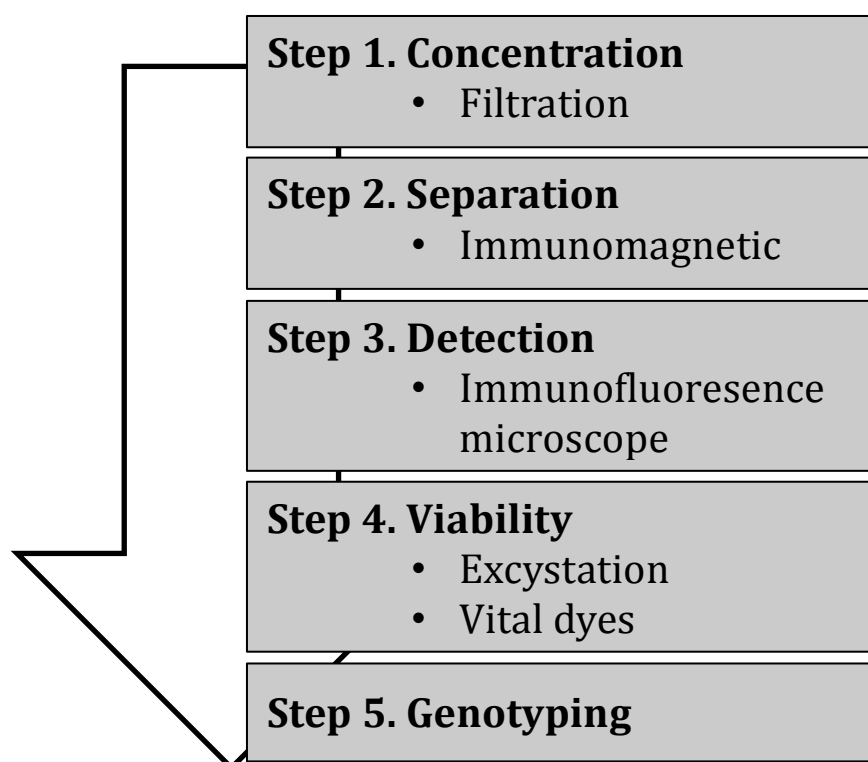 Step 1. Concentration
• Filtration
Step 2. Separation
• Immunomagnetic
Step 3. Detection
• Immunofluoresence
microscope
Step 4. Viability
• Excystation
• Vital dyes
Step 5. Genotyping